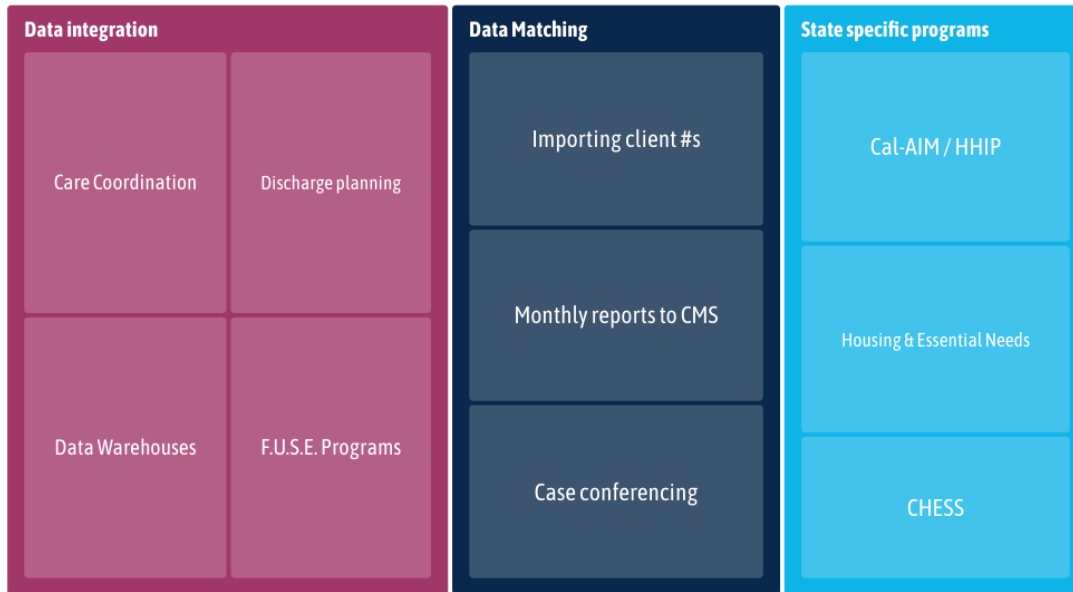 Data integration
Care Coordination
Discharge planning
Data Warehouses
F.U.S.E. Programs
Data Matching
Importing client #s
Monthly reports to CMS
Case conferencing
State specific programs
Cal-AIM / HHIP
Housing & Essential Needs
CHESS